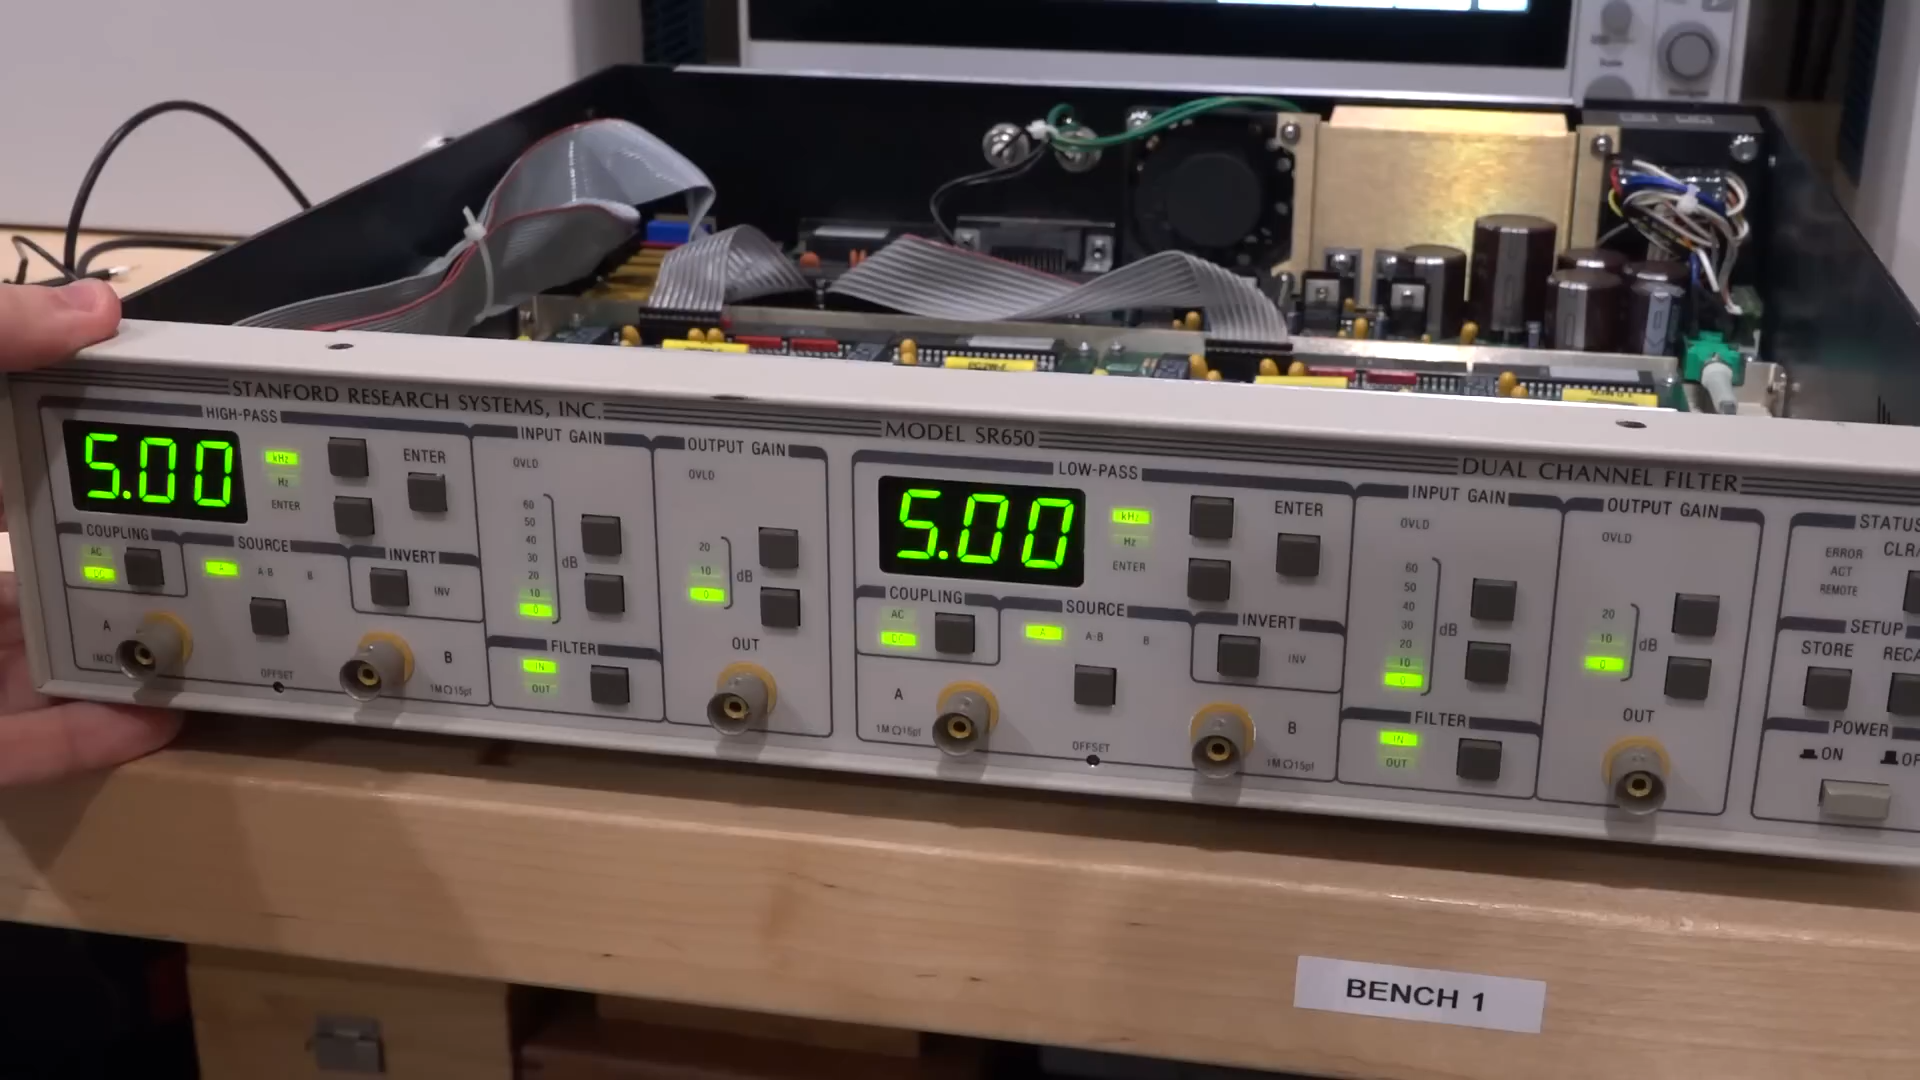 STANFORD RESEARCH SYSTEMS, INC.
MODEL SR650
DUAL CHANNEL FILTER
HIGH-PASS
5.00
kHz
Hz
ENTER
ENTER
COUPLING
AC
DC
SOURCE
A
A-B
B
INVERT
INV
A
1MΩ
OFFSET
B
1MΩ15pf
INPUT GAIN
OVLD
60
50
40
30
20
10
0
dB
FILTER
IN
OUT
OUTPUT GAIN
OVLD
20
10
0
dB
OUT
LOW-PASS
5.00
kHz
Hz
ENTER
ENTER
COUPLING
AC
DC
SOURCE
A
A-B
B
INVERT
INV
A
1MΩ15pf
OFFSET
B
1MΩ15pf
INPUT GAIN
OVLD
60
50
40
30
20
10
0
dB
FILTER
IN
OUT
OUTPUT GAIN
OVLD
20
10
0
dB
OUT
STATUS
ERROR
ACT
REMOTE
SETUP
STORE
POWER
ON
BENCH 1